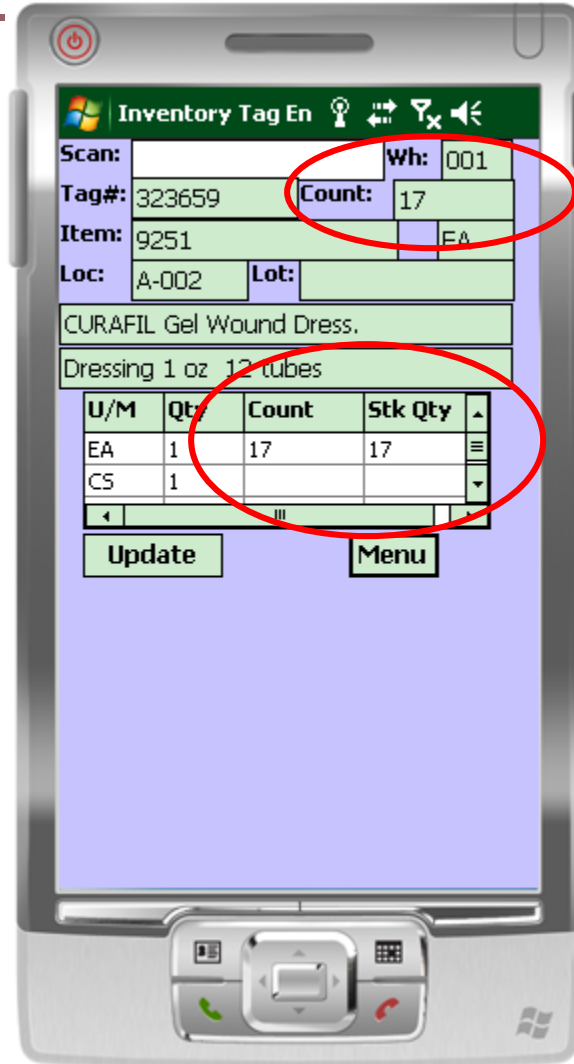 Inventory Tag En
Scan: Wh: 001
Tag#: 323659 Count: 17
Item: 9251 EA
Loc: A-002 Lot:
CURAFIL Gel Wound Dress.
Dressing 1 oz 12 tubes
U/M Qty Count Stk Qty
EA 1 17 17
CS 1
Update Menu